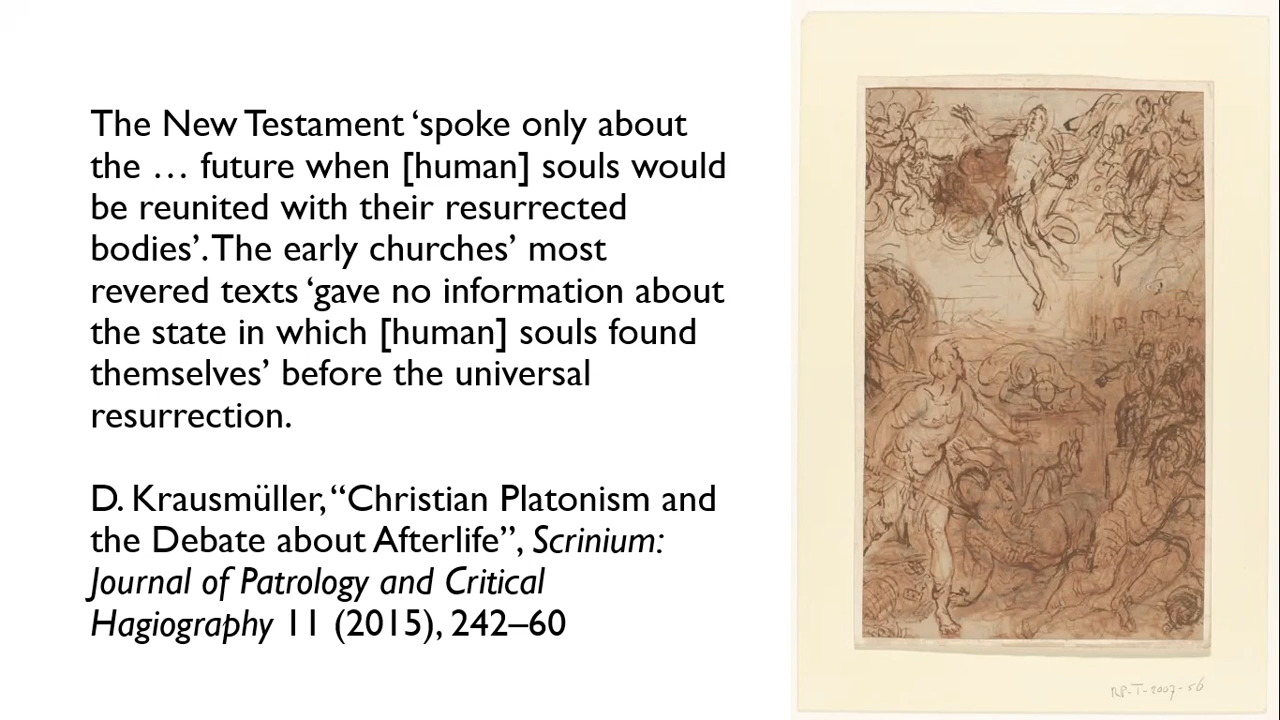 The New Testament ‘spoke only about
the … future when [human] souls would
be reunited with their resurrected
bodies’. The early churches’ most
revered texts ‘gave no information about
the state in which [human] souls found
themselves’ before the universal
resurrection.
D. Krausmüller, “Christian Platonism and
the Debate about Afterlife”, Scrinium:
Journal of Patrology and Critical
Hagiography 11 (2015), 242–60
RP-T-2007-56